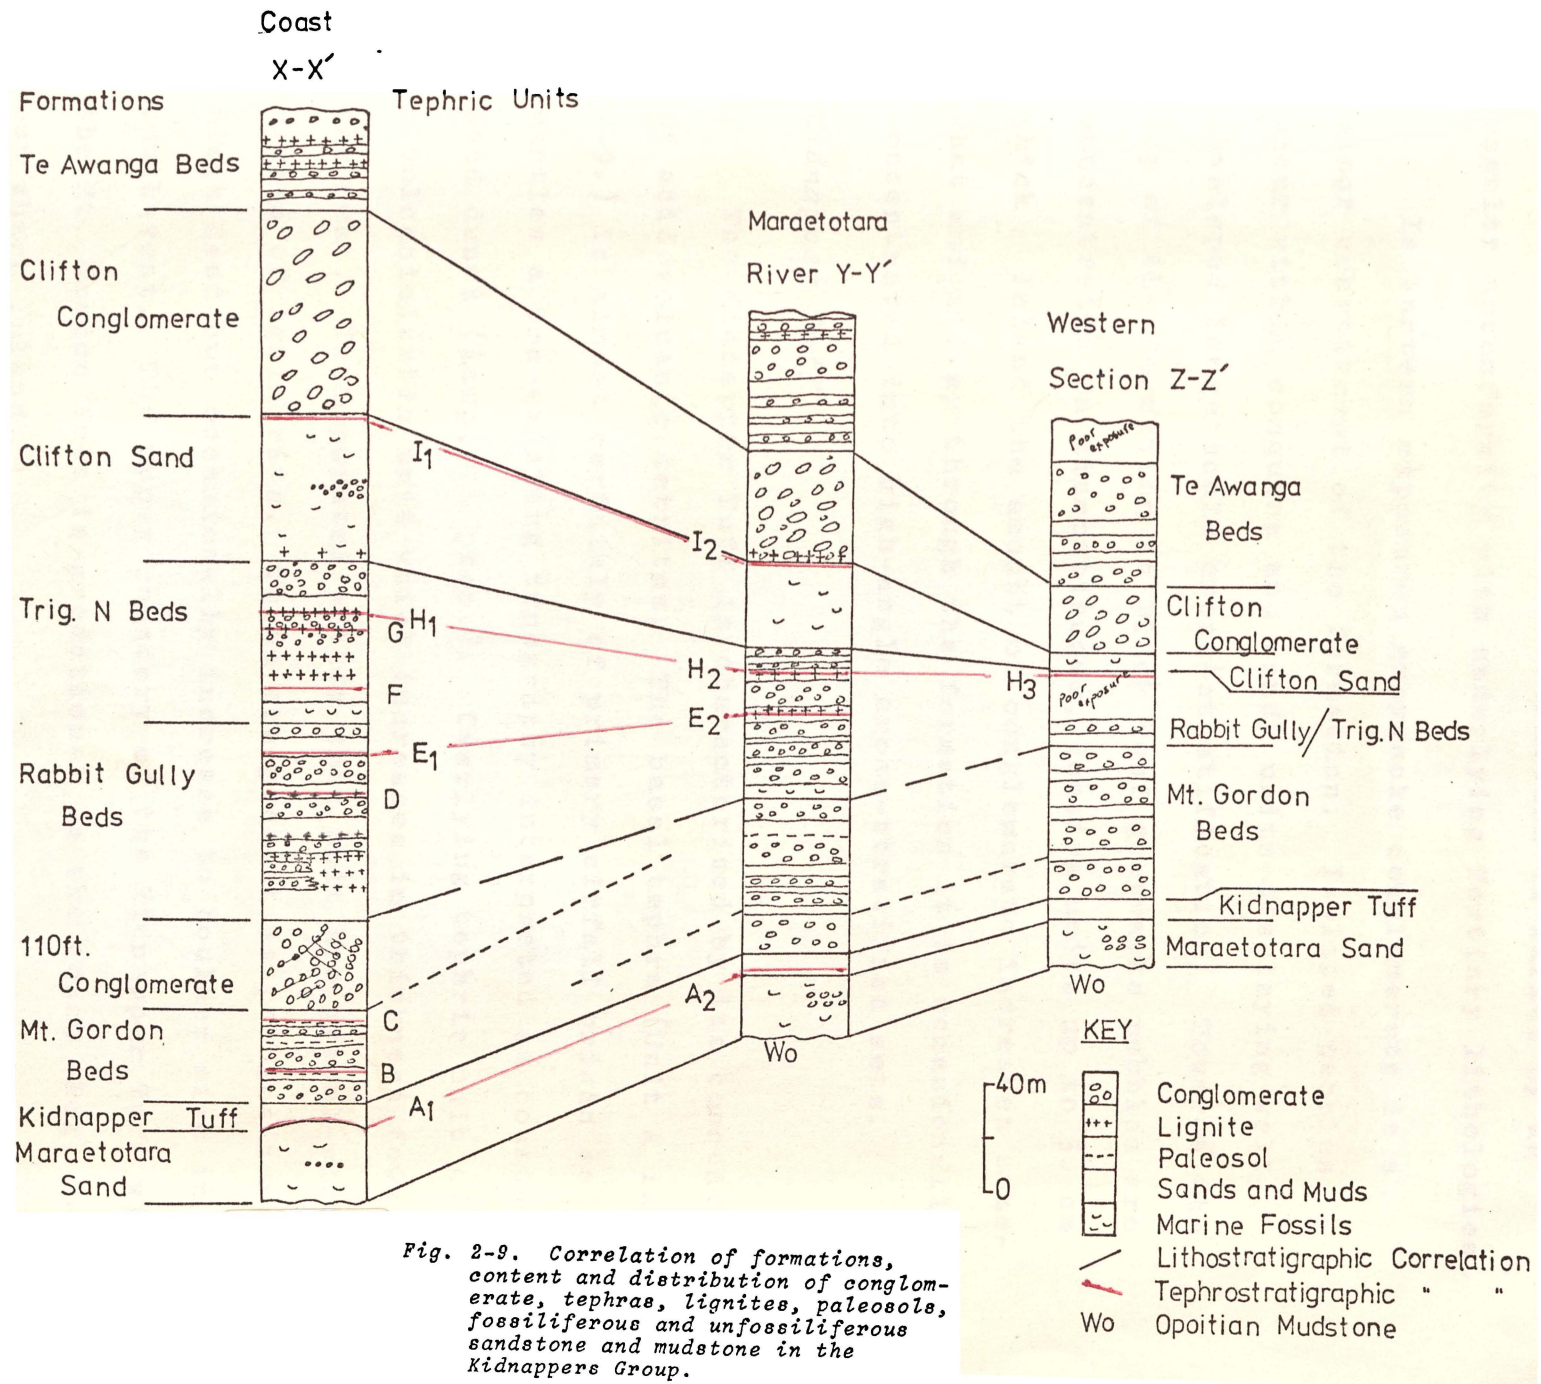 Coast
X-X′
Formations
Tephric Units
Te Awanga Beds
Clifton
Conglomerate
Clifton Sand
Trig. N Beds
Rabbit Gully
Beds
110ft.
Conglomerate
Mt. Gordon
Beds
Kidnapper Tuff
Maraetotara
Sand
I1
H1
G
F
E1
D
C
B
A1
Maraetotara
River Y-Y′
I2
H2
E2
A2
Wo
Western
Section Z-Z′
Poor exposure
Te Awanga
Beds
Clifton
Conglomerate
H3
Clifton Sand
Poor exposure
Rabbit Gully/Trig. N Beds
Mt. Gordon
Beds
Kidnapper Tuff
Maraetotara Sand
Wo
KEY
40m
0
Conglomerate
Lignite
Paleosol
Sands and Muds
Marine Fossils
Lithostratigraphic Correlation
Tephrostratigraphic " "
Wo Opoitian Mudstone
Fig. 2-9. Correlation of formations,
content and distribution of conglom-
erate, tephras, lignites, paleosols,
fossiliferous and unfossiliferous
sandstone and mudstone in the
Kidnappers Group.